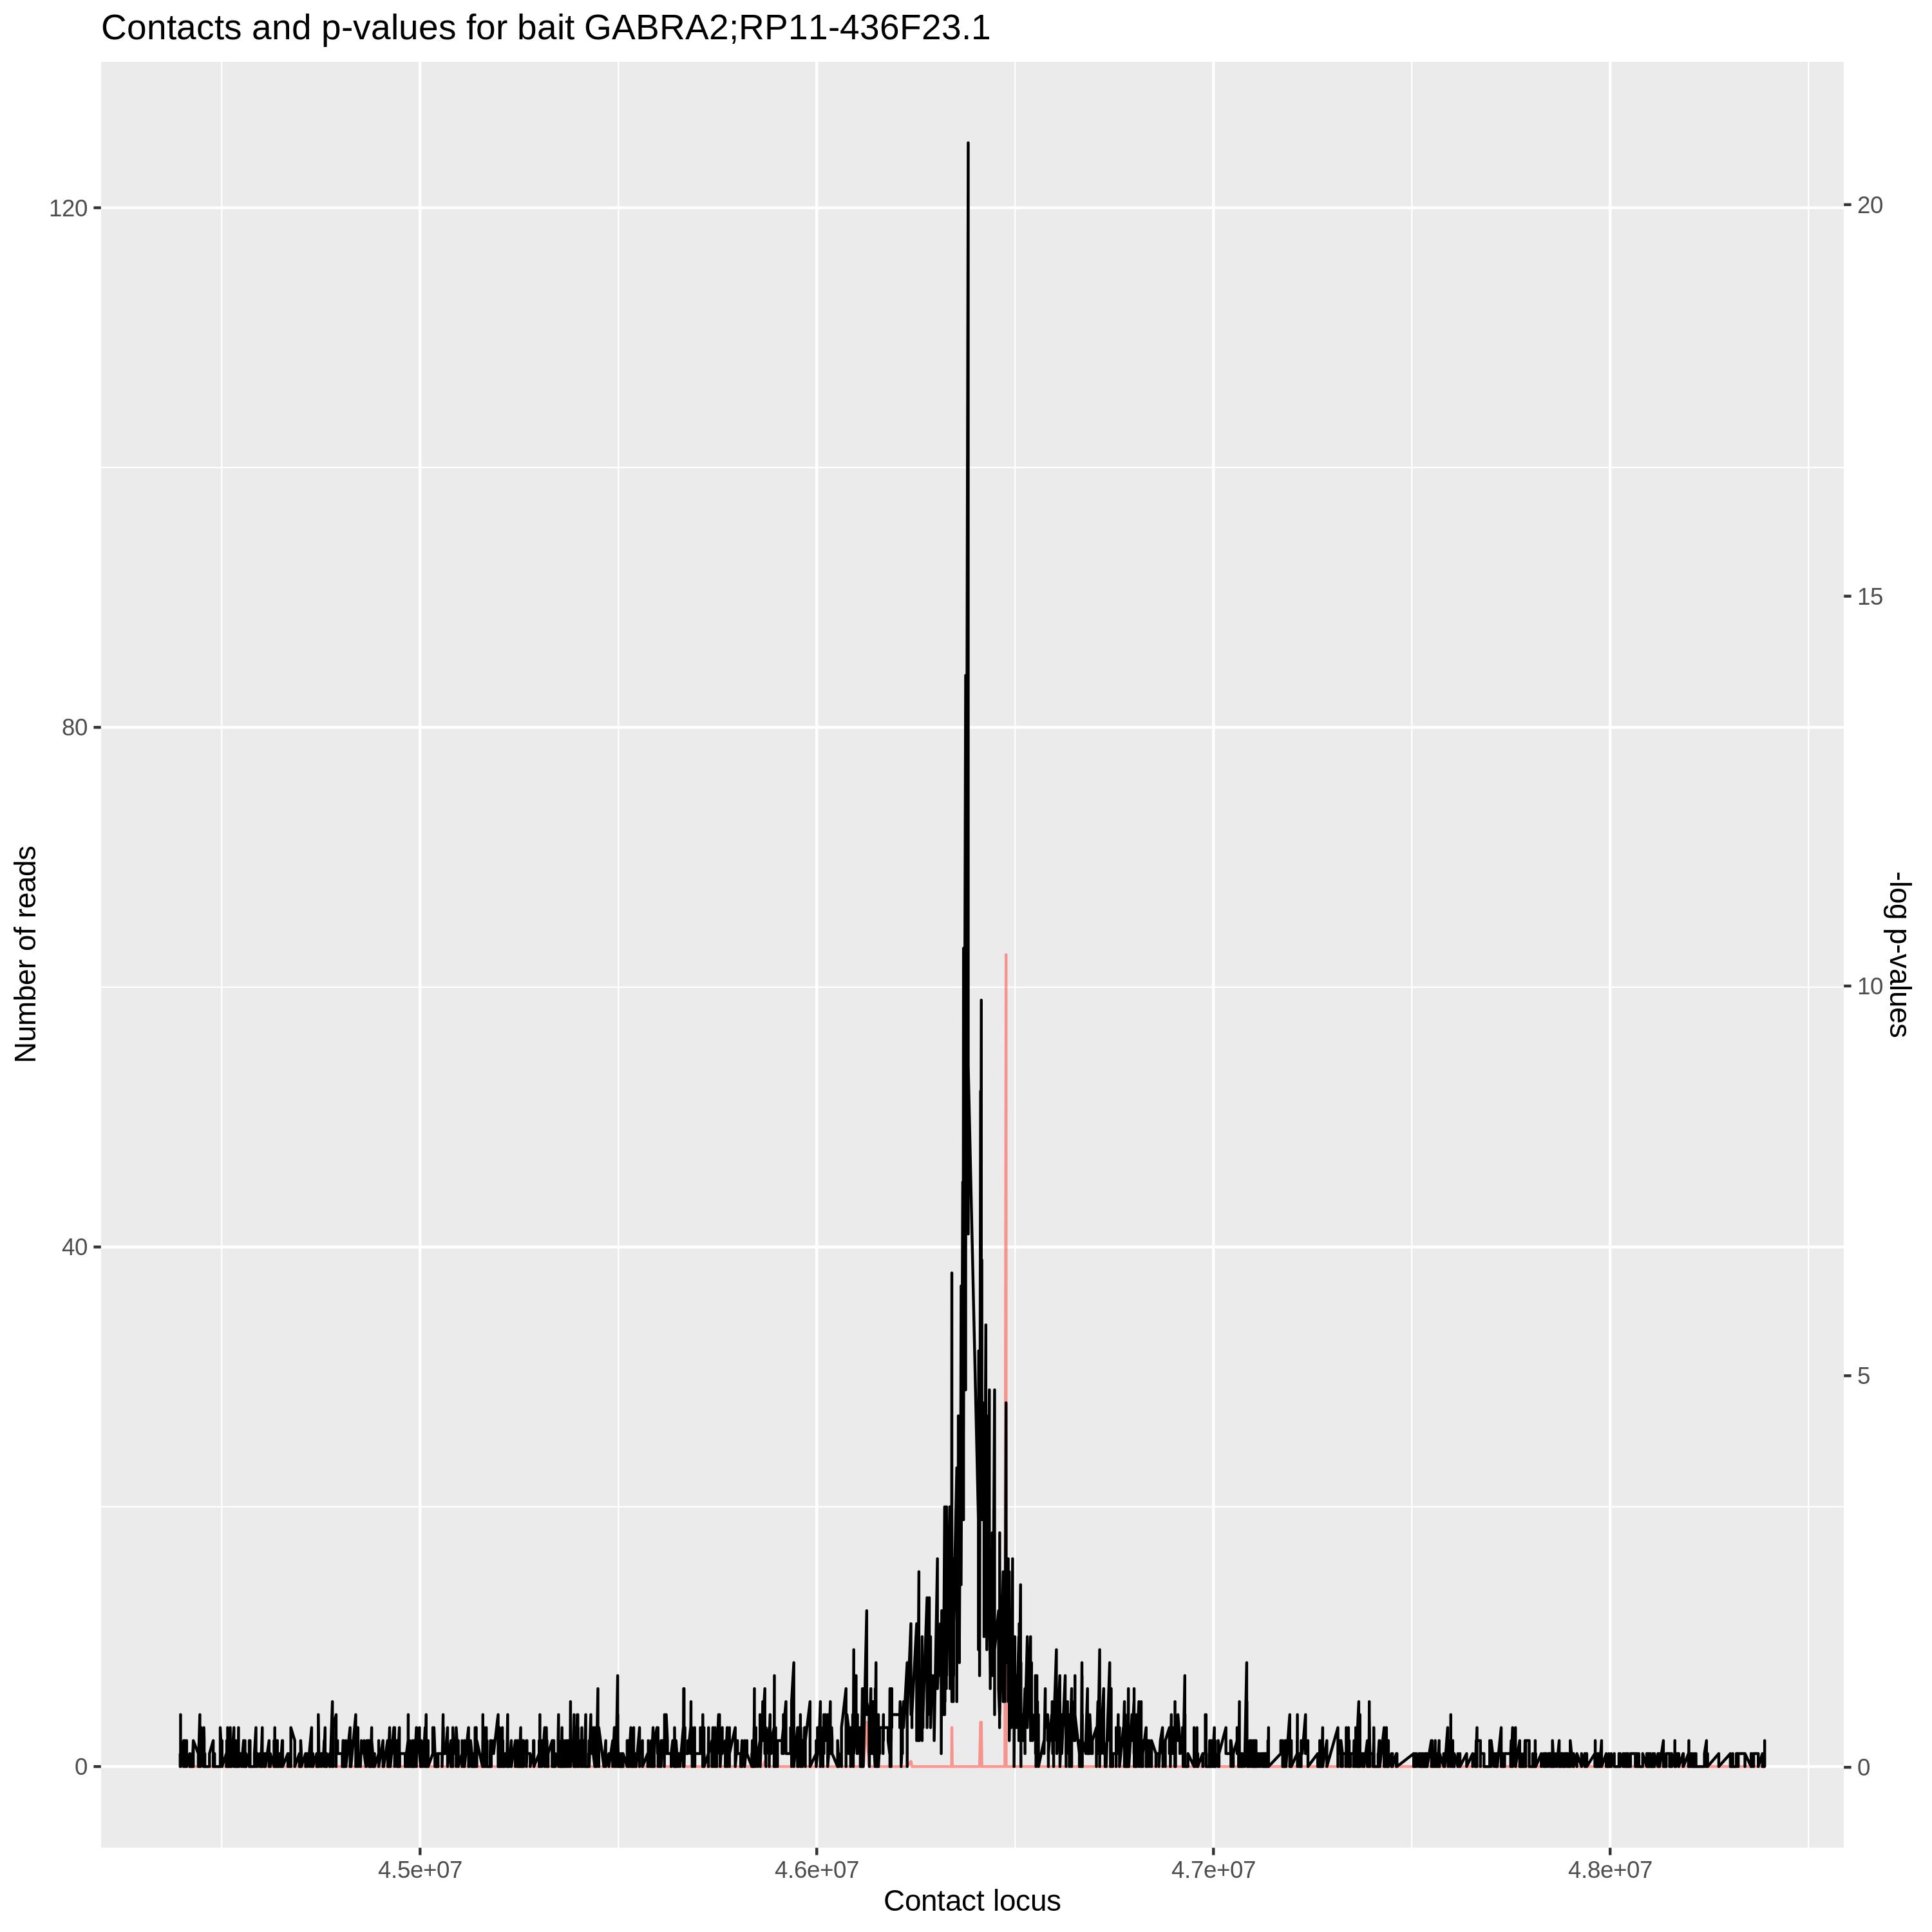 Contacts and p-values for bait GABRA2;RP11-436F23.1
120
80
40
0
Number of reads
20
15
10
5
0
-log p-values
4.5e+07
4.6e+07
4.7e+07
4.8e+07
Contact locus